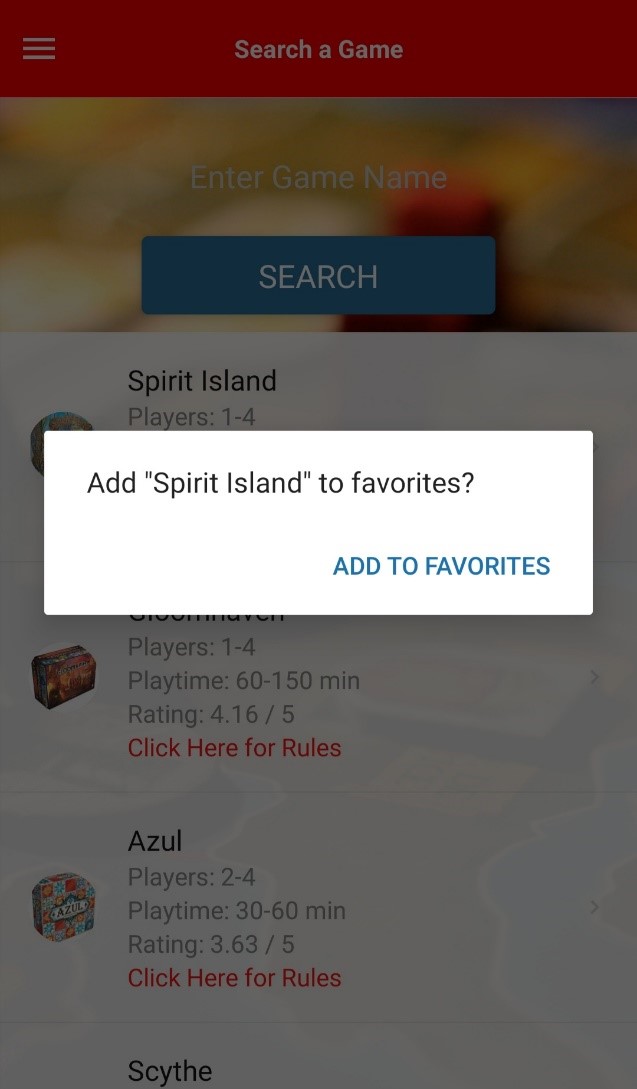 Search a Game
Enter Game Name
SEARCH
Spirit Island
Players: 1-4
Add "Spirit Island" to favorites?
ADD TO FAVORITES
Gloomhaven
Players: 1-4
Playtime: 60-150 min
Rating: 4.16 / 5
Click Here for Rules
Azul
Players: 2-4
AZUL
Playtime: 30-60 min
Rating: 3.63 / 5
Click Here for Rules
Scythe